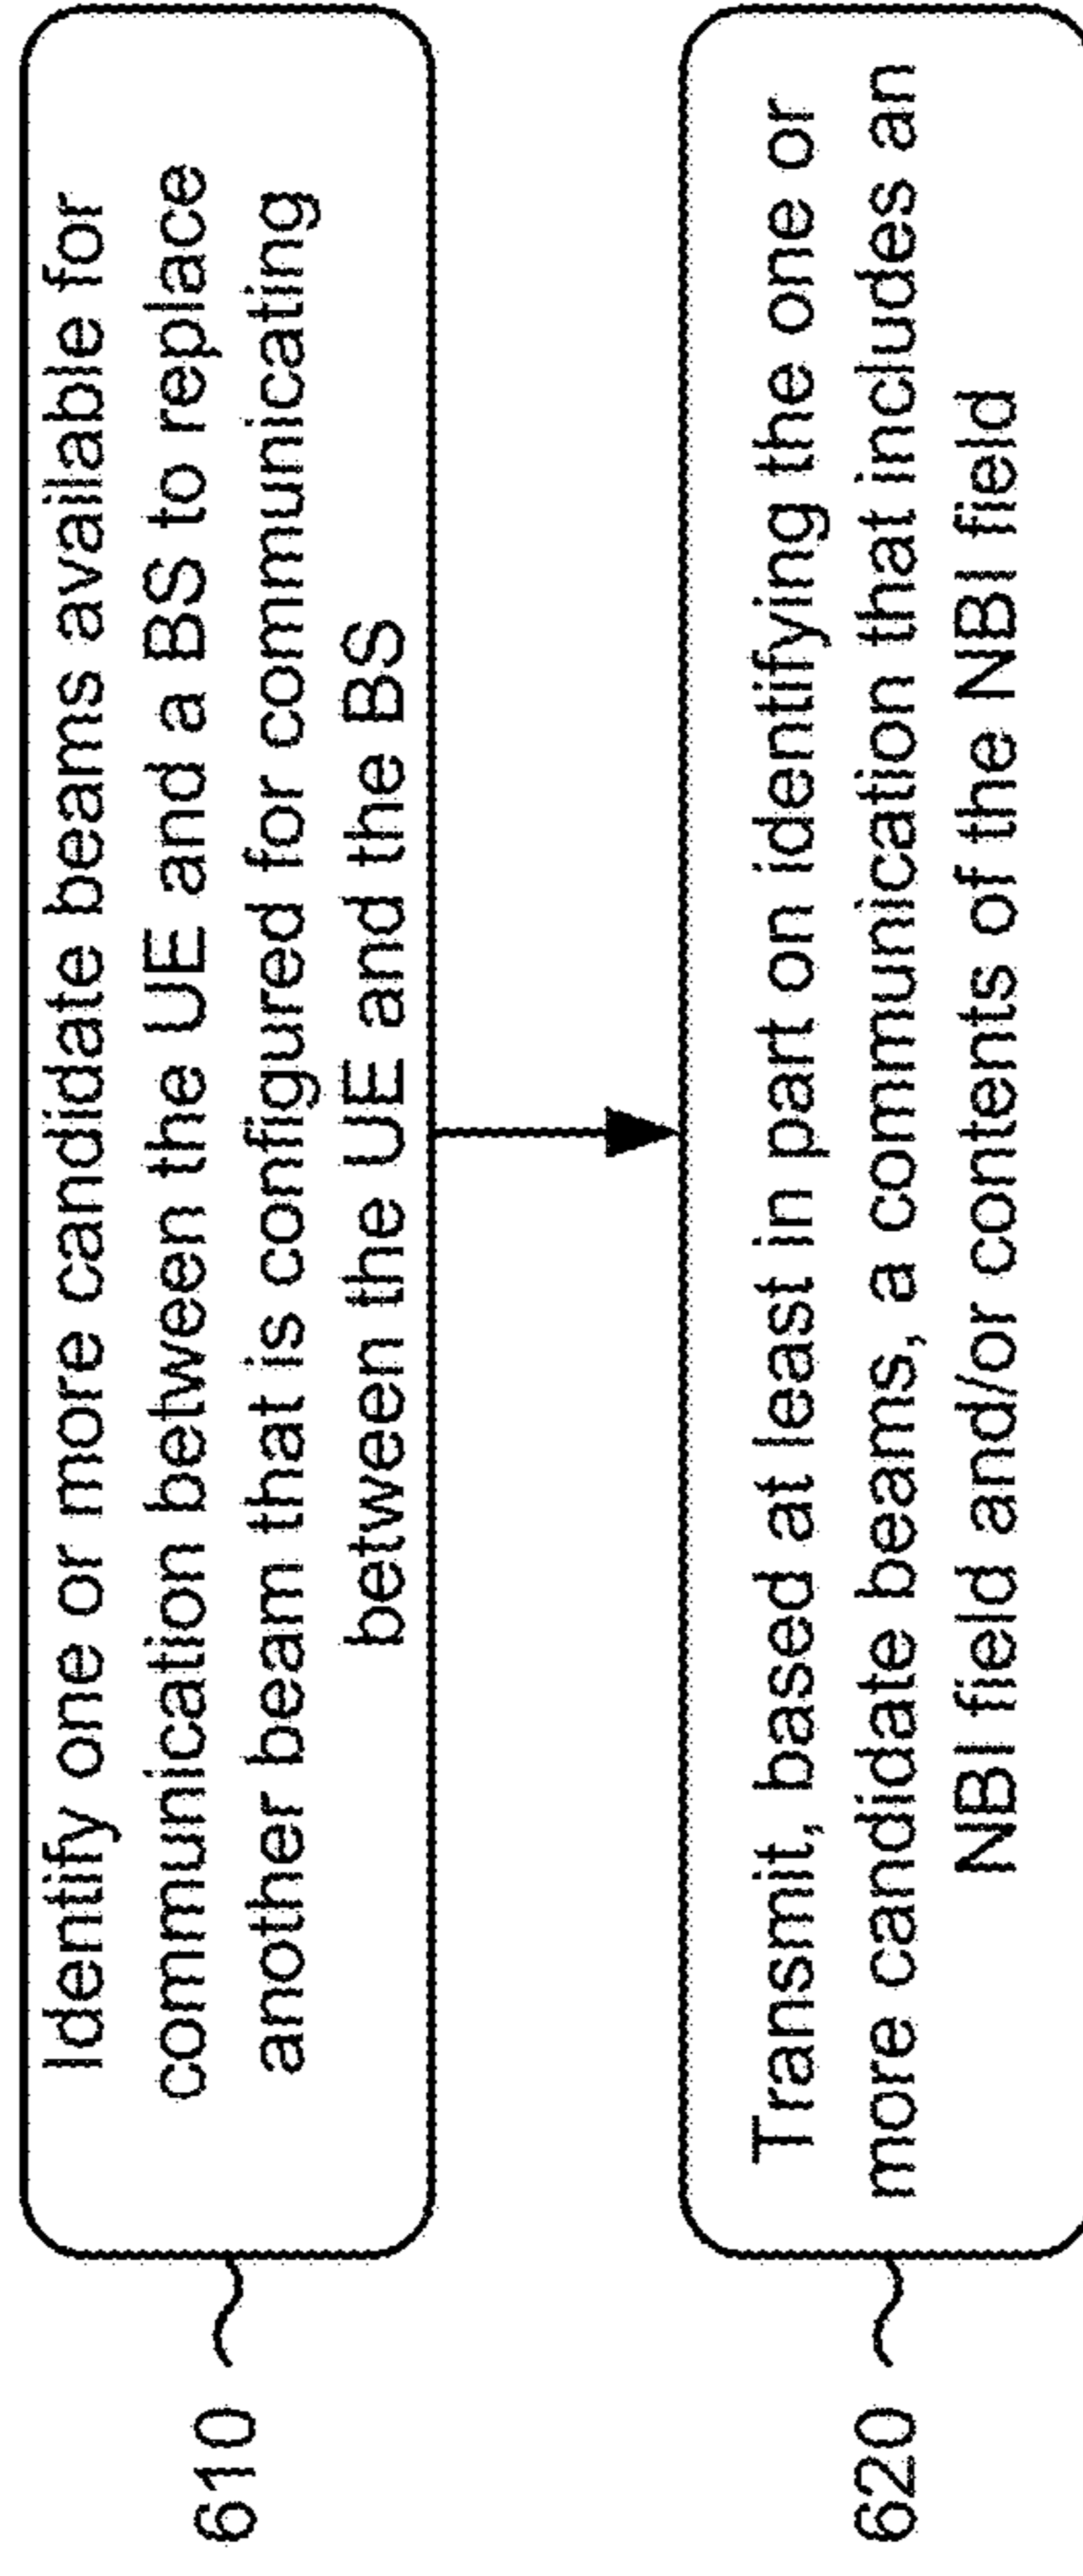 610
Identify one or more candidate beams available for
communication between the UE and a BS to replace
another beam that is configured for communicating
between the UE and the BS
620
Transmit, based at least in part on identifying the one or
more candidate beams, a communication that includes an
NBI field and/or contents of the NBI field